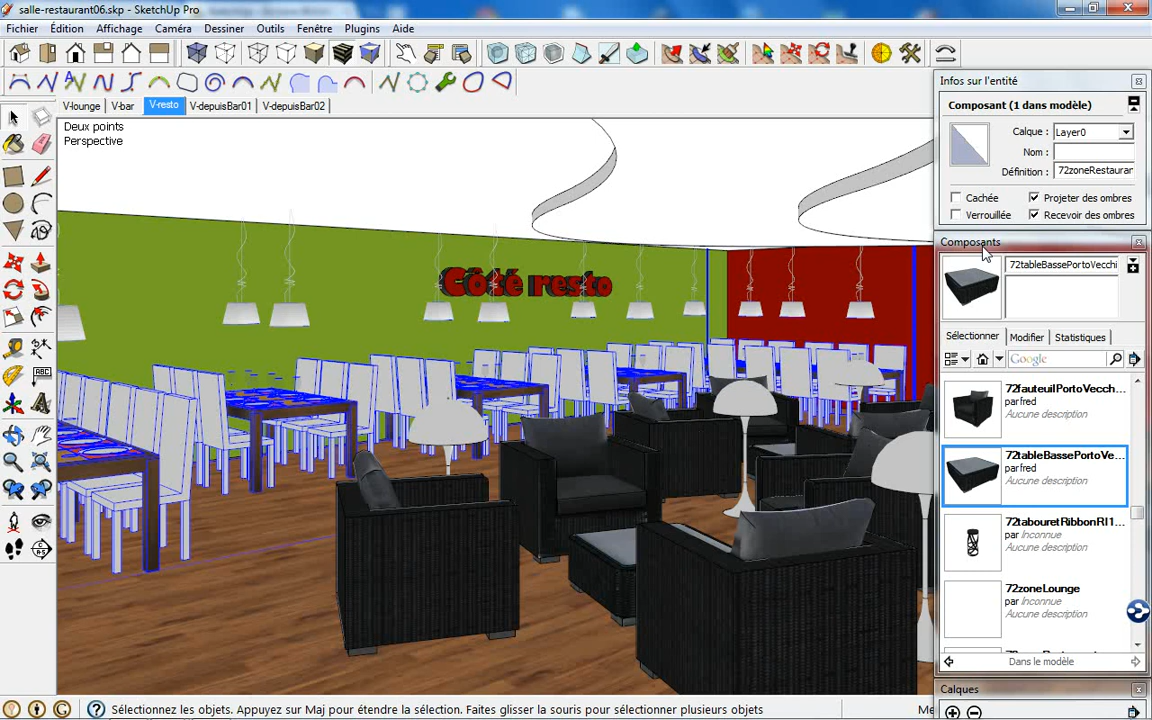 salle-restaurant06.skp - SketchUp Pro
Fichier Édition Affichage Caméra Dessiner Outils Fenêtre Plugins Aide
V-lounge V-bar V-resto V-depuisBar01 V-depuisBar02
Deux points
Perspective
Côté resto
Infos sur l'entité
Composant (1 dans modèle)
Calque : Layer0
Nom :
Définition : 72zoneRestaurar
Cachée Projeter des ombres
Verrouillée Recevoir des ombres
Composants
72tableBassePortoVecchi
Sélectionner Modifier Statistiques
Google
72fauteuilPortoVecch...
par fred
Aucune description
72tableBassePortoVe...
par fred
Aucune description
72tabouretRibbonRI1...
par Inconnue
Aucune description
72zoneLounge
par Inconnue
Aucune description
Dans le modèle
Calques
Sélectionnez les objets. Appuyez sur Maj pour étendre la sélection. Faites glisser la souris pour sélectionner plusieurs objets
Me